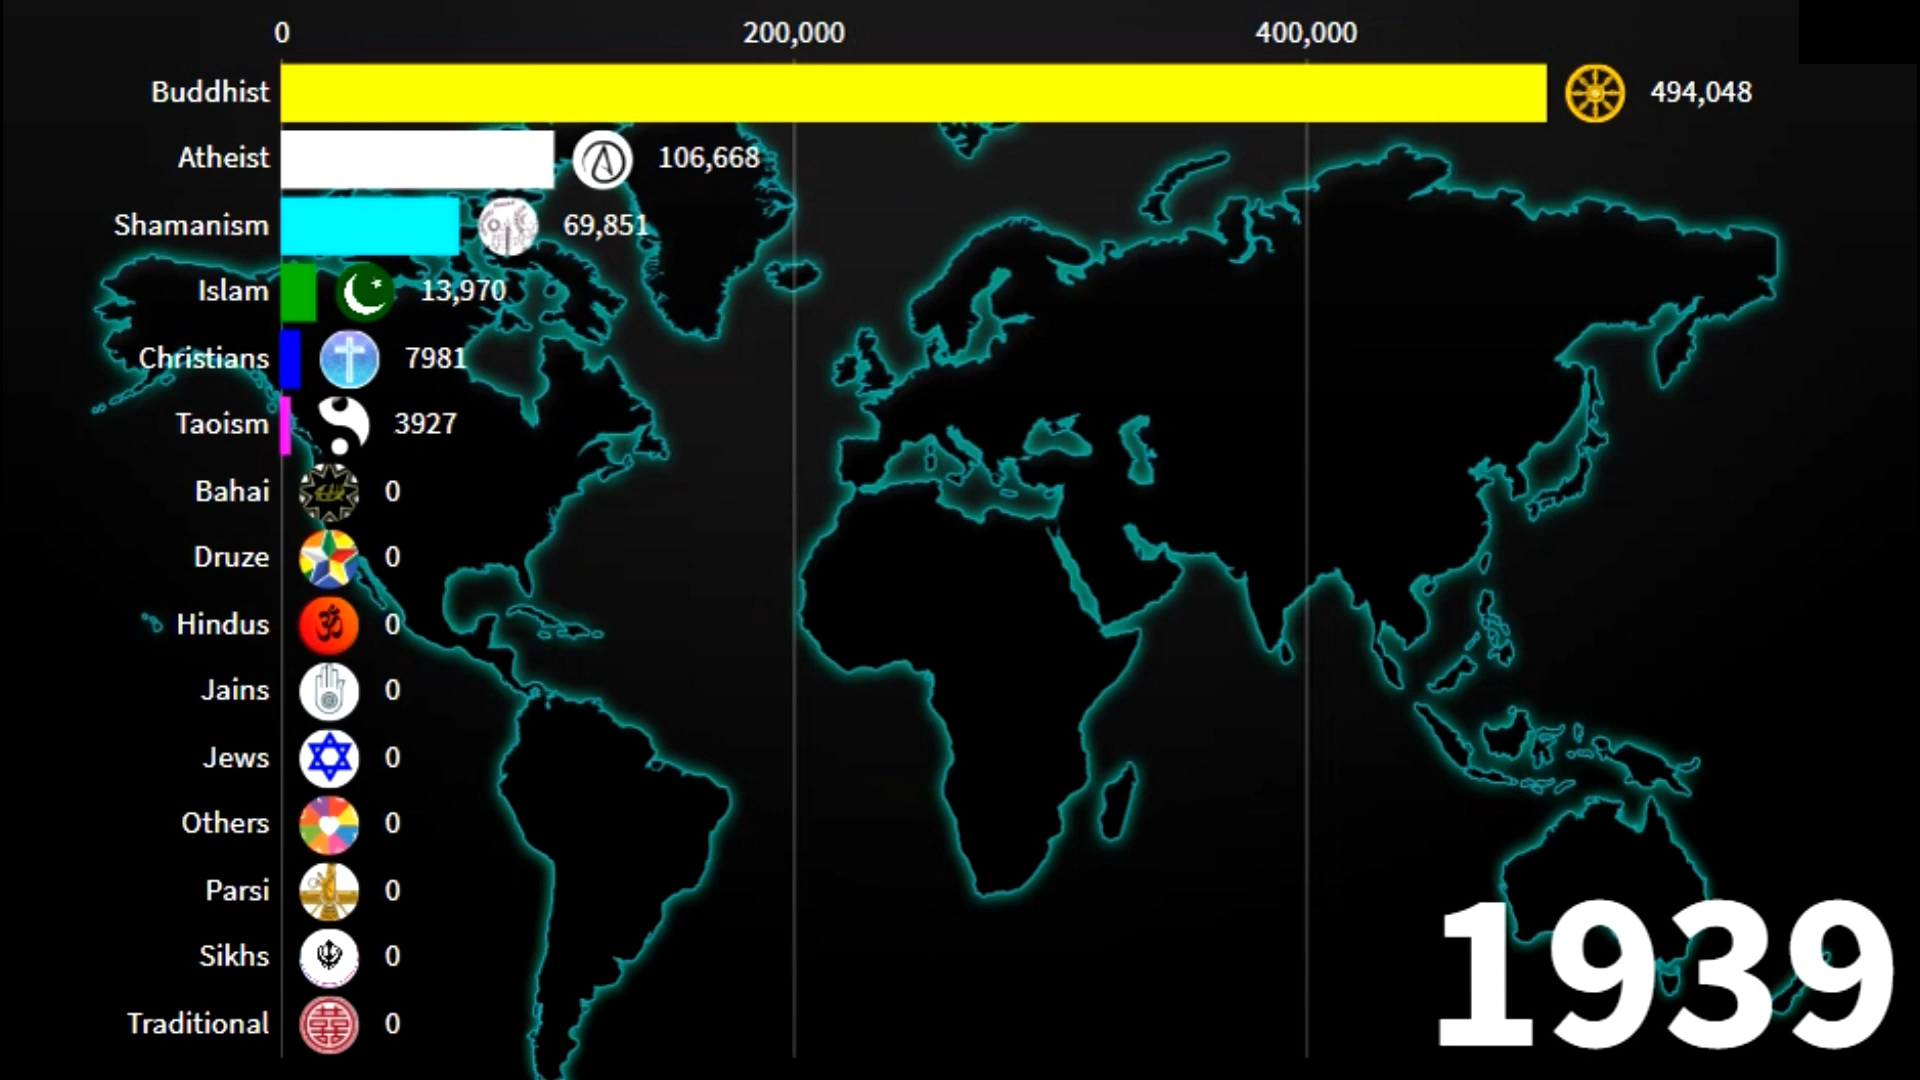 0 200,000 400,000
Buddhist 494,048
Atheist 106,668
Shamanism 69,851
Islam 13,970
Christians 7981
Taoism 3927
Bahai 0
Druze 0
Hindus 0
Jains 0
Jews 0
Others 0
Parsi 0
Sikhs 0
Traditional 0
1939